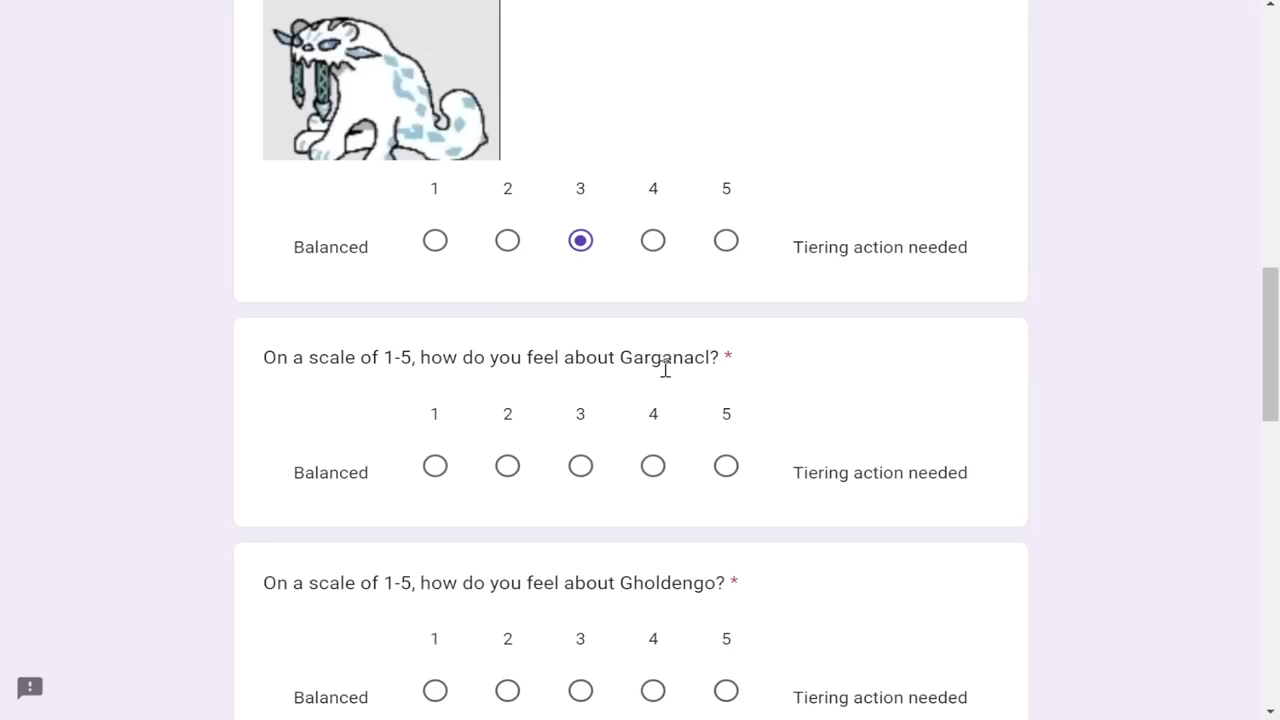 1 2 3 4 5
Balanced Tiering action needed
On a scale of 1-5, how do you feel about Garganacl? *
1 2 3 4 5
Balanced Tiering action needed
On a scale of 1-5, how do you feel about Gholdengo? *
1 2 3 4 5
Balanced Tiering action needed